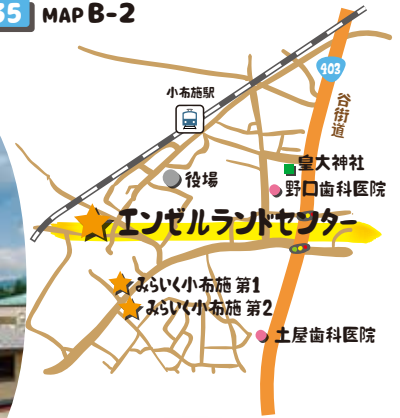 35 MAP B-2
小布施駅
403
谷街道
皇大神社
役場
野口歯科医院
エンゼルランドセンター
みらいく小布施 第1
みらいく小布施 第2
土屋歯科医院